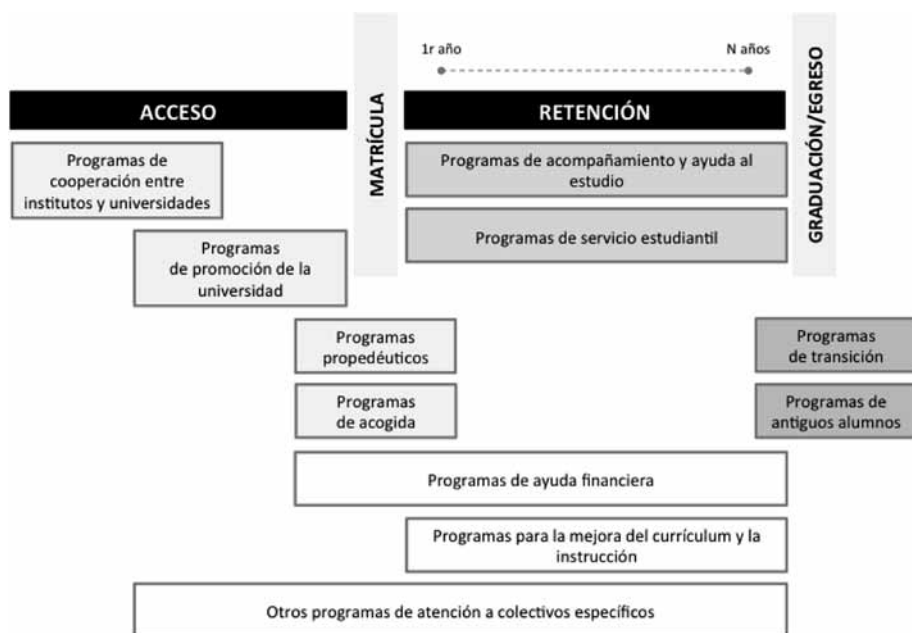 1r año
N años
ACCESO
MATRÍCULA
RETENCIÓN
GRADUACIÓN/EGRESO
Programas de
cooperación entre
institutos y universidades
Programas de acompañamiento y ayuda al
estudio
Programas
de promoción de la
universidad
Programas de servicio estudiantil
Programas
propedéuticos
Programas
de transición
Programas
de acogida
Programas de
antiguos alumnos
Programas de ayuda financiera
Programas para la mejora del currículum y la
instrucción
Otros programas de atención a colectivos específicos